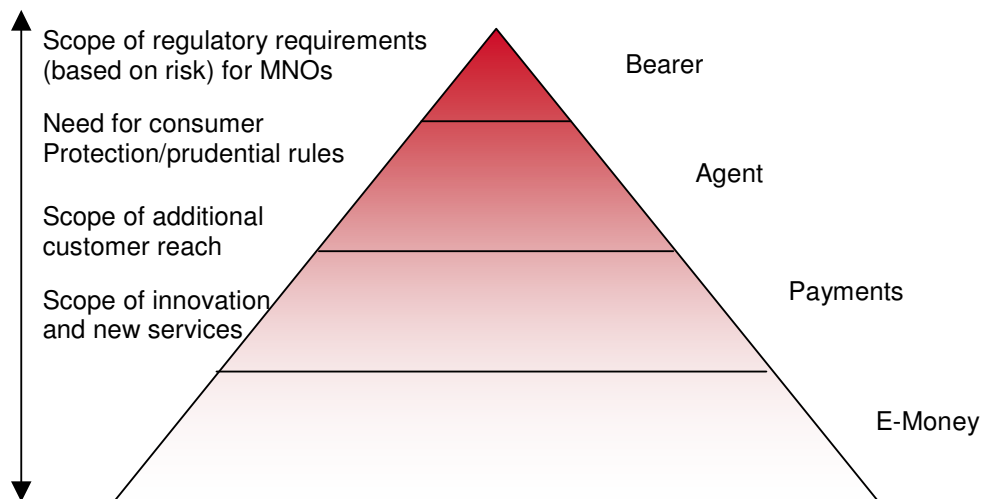 Scope of regulatory requirements
(based on risk) for MNOs
Need for consumer
Protection/prudential rules
Scope of additional
customer reach
Scope of innovation
and new services
Bearer
Agent
Payments
E-Money